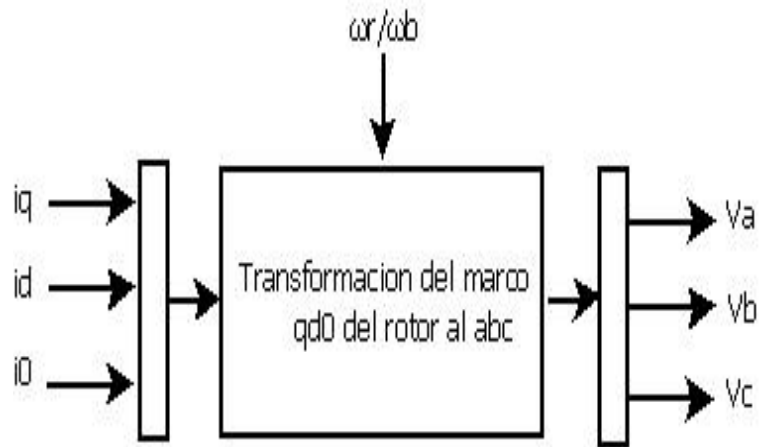 ωr/ωb
iq
id
i0
Transformacion del marco
qd0 del rotor al abc
Va
Vb
Vc